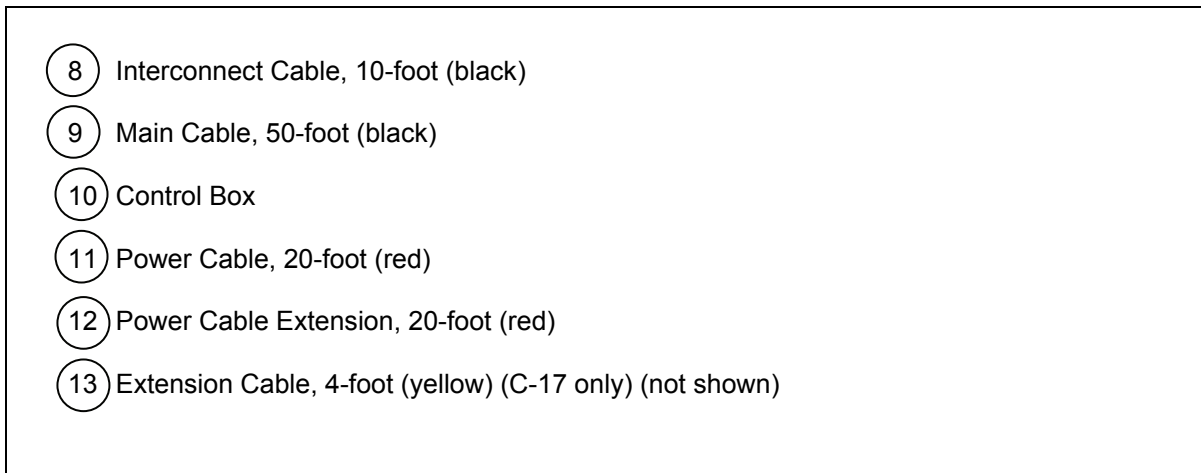 8 Interconnect Cable, 10-foot (black)
9 Main Cable, 50-foot (black)
10 Control Box
11 Power Cable, 20-foot (red)
12 Power Cable Extension, 20-foot (red)
13 Extension Cable, 4-foot (yellow) (C-17 only) (not shown)